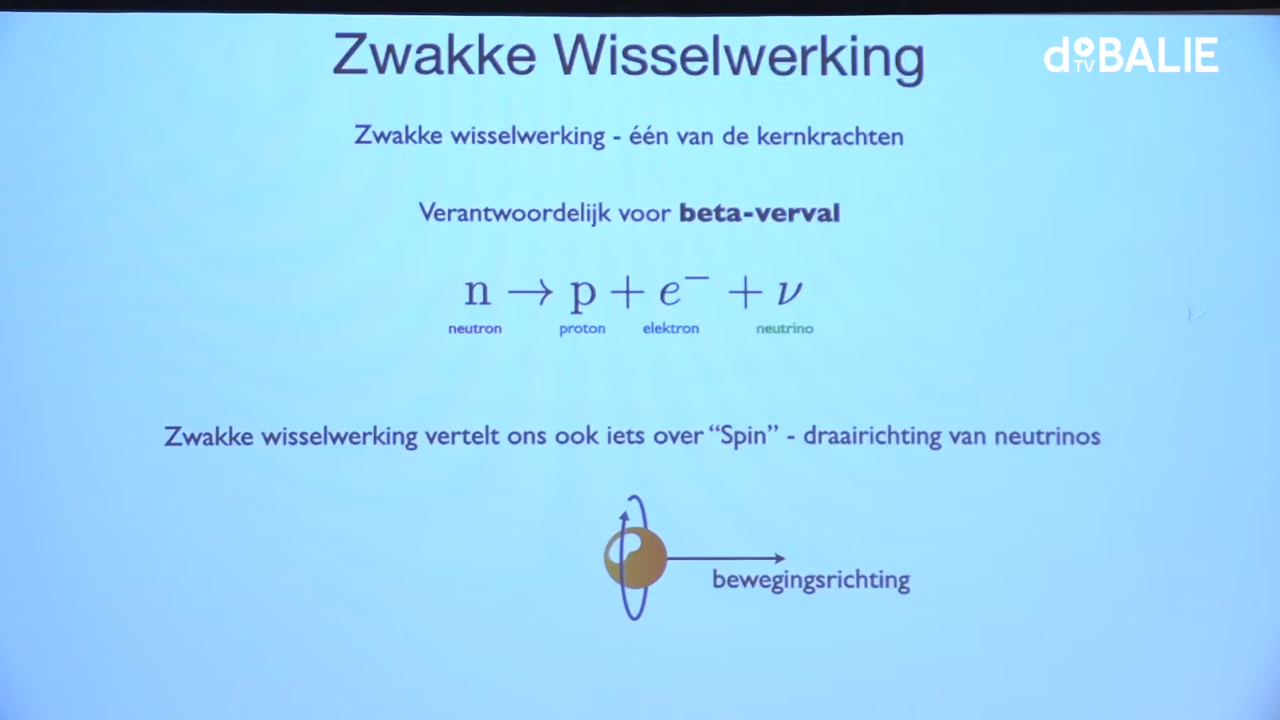 Zwakke Wisselwerking
de BALIE TV
Zwakke wisselwerking - één van de kernkrachten
Verantwoordelijk voor beta-verval
n → p + e⁻ + ν
neutron proton elektron neutrino
Zwakke wisselwerking vertelt ons ook iets over “Spin” - draairichting van neutrinos
bewegingsrichting